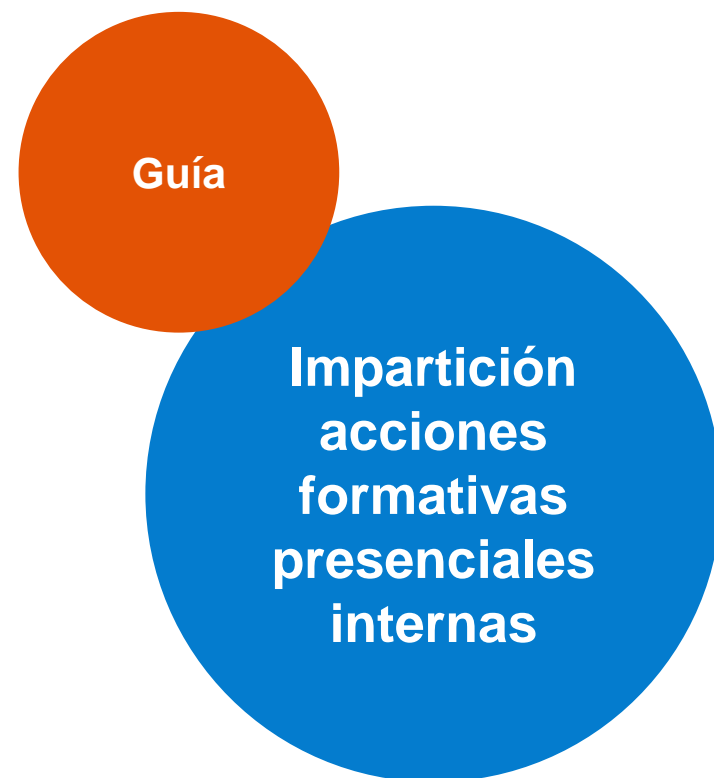 Guía
Impartición
acciones
formativas
presenciales
internas